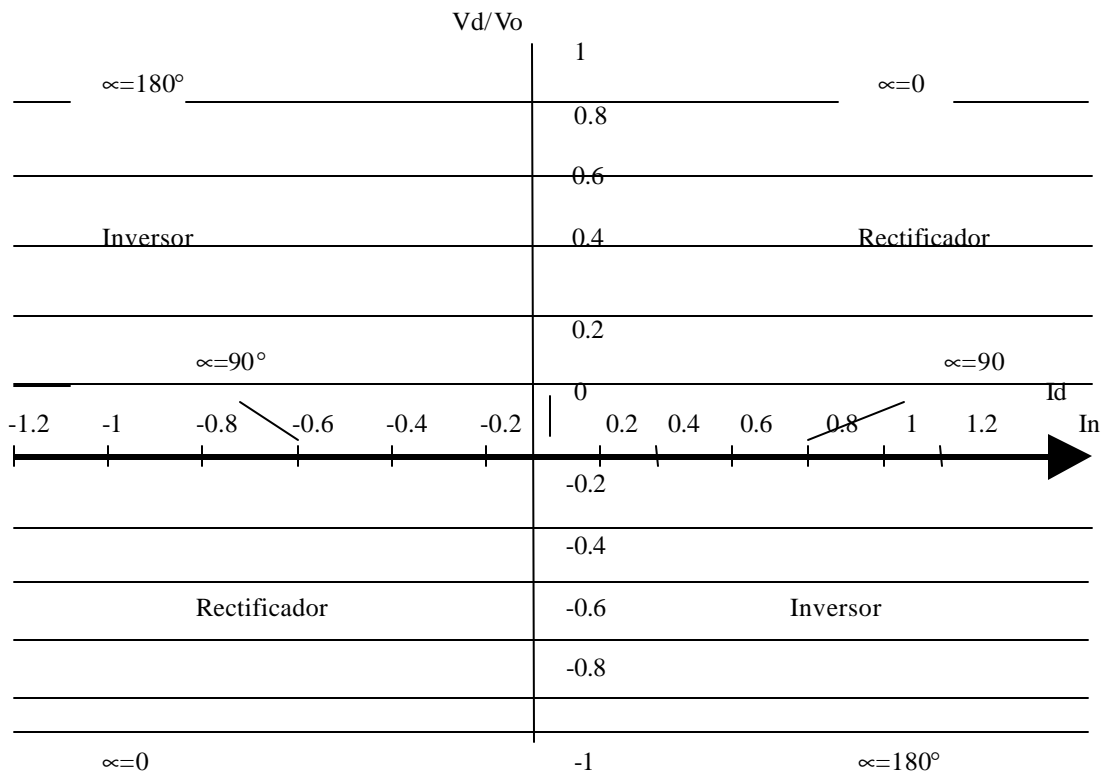 Vd/Vo
1
∝=180° ∝=0
0.8
0.6
Inversor 0.4 Rectificador
0.2
∝=90° ∝=90
0 Id
-1.2 -1 -0.8 -0.6 -0.4 -0.2 0.2 0.4 0.6 0.8 1 1.2 In
-0.2
-0.4
Rectificador -0.6 Inversor
-0.8
∝=0 -1 ∝=180°